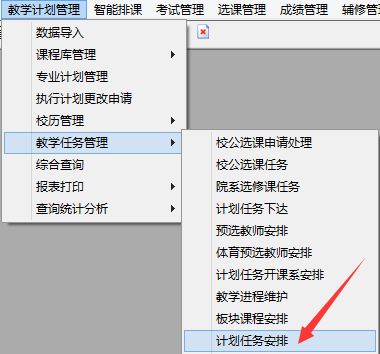 教学计划管理 智能排课 考试管理 选课管理 成绩管理 辅修管
数据导入
课程库管理
专业计划管理
执行计划更改申请
校历管理
教学任务管理
综合查询
报表打印
查询统计分析
校公选课申请处理
校公选课任务
院系选修课任务
计划任务下达
预选教师安排
体育预选教师安排
计划任务开课系安排
教学进程维护
板块课程安排
计划任务安排